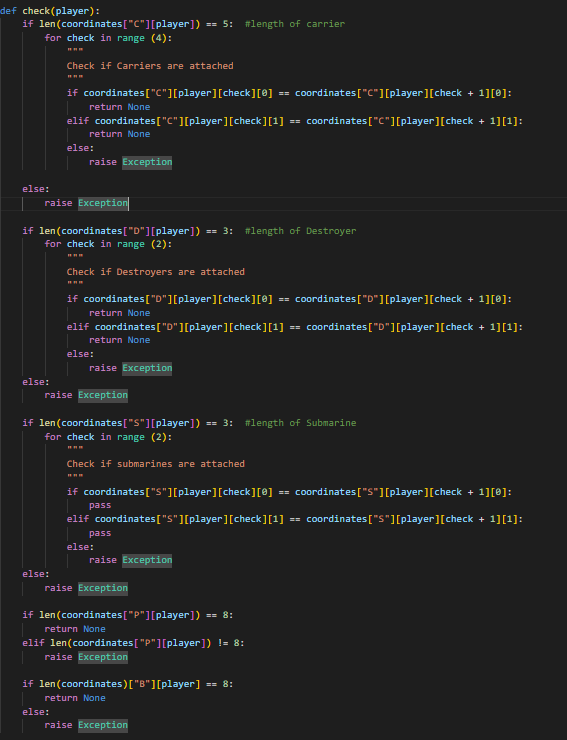 def check(player):
    if len(coordinates["C"][player]) == 5:  #length of carrier
        for check in range (4):
            """
            Check if Carriers are attached
            """
            if coordinates["C"][player][check][0] == coordinates["C"][player][check + 1][0]:
                return None
            elif coordinates["C"][player][check][1] == coordinates["C"][player][check + 1][1]:
                return None
            else:
                raise Exception
    else:
        raise Exception
    if len(coordinates["D"][player]) == 3:  #length of Destroyer
        for check in range (2):
            """
            Check if Destroyers are attached
            """
            if coordinates["D"][player][check][0] == coordinates["D"][player][check + 1][0]:
                return None
            elif coordinates["D"][player][check][1] == coordinates["D"][player][check + 1][1]:
                return None
            else:
                raise Exception
    else:
        raise Exception
    if len(coordinates["S"][player]) == 3:  #length of Submarine
        for check in range (2):
            """
            Check if submarines are attached
            """
            if coordinates["S"][player][check][0] == coordinates["S"][player][check + 1][0]:
                pass
            elif coordinates["S"][player][check][1] == coordinates["S"][player][check + 1][1]:
                pass
            else:
                raise Exception
    else:
        raise Exception
    if len(coordinates["P"][player]) == 8:
        return None
    elif len(coordinates["P"][player]) != 8:
        raise Exception
    if len(coordinates)["B"][player] == 8:
        return None
    else:
        raise Exception